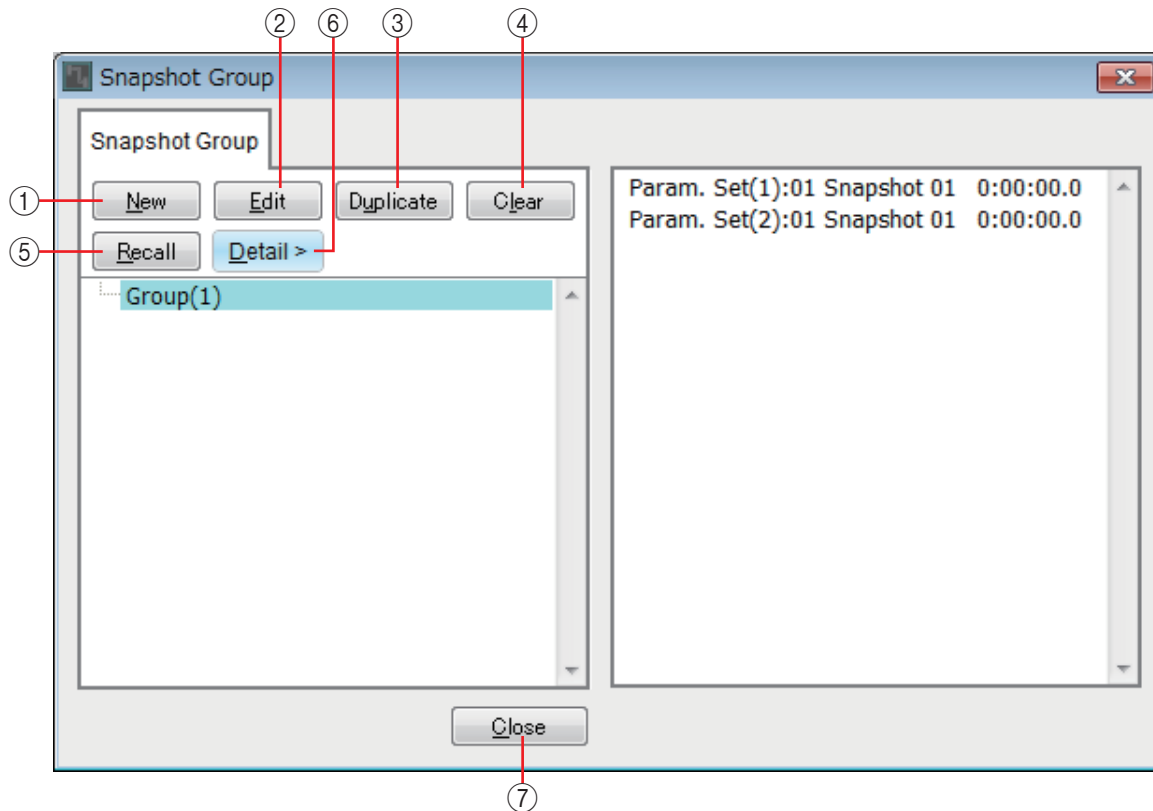 ② ⑥ ③ ④
Snapshot Group
Snapshot Group
① New Edit Duplicate Clear
⑤ Recall Detail >
Group(1)
Param. Set(1):01 Snapshot 01 0:00:00.0
Param. Set(2):01 Snapshot 01 0:00:00.0
Close
⑦